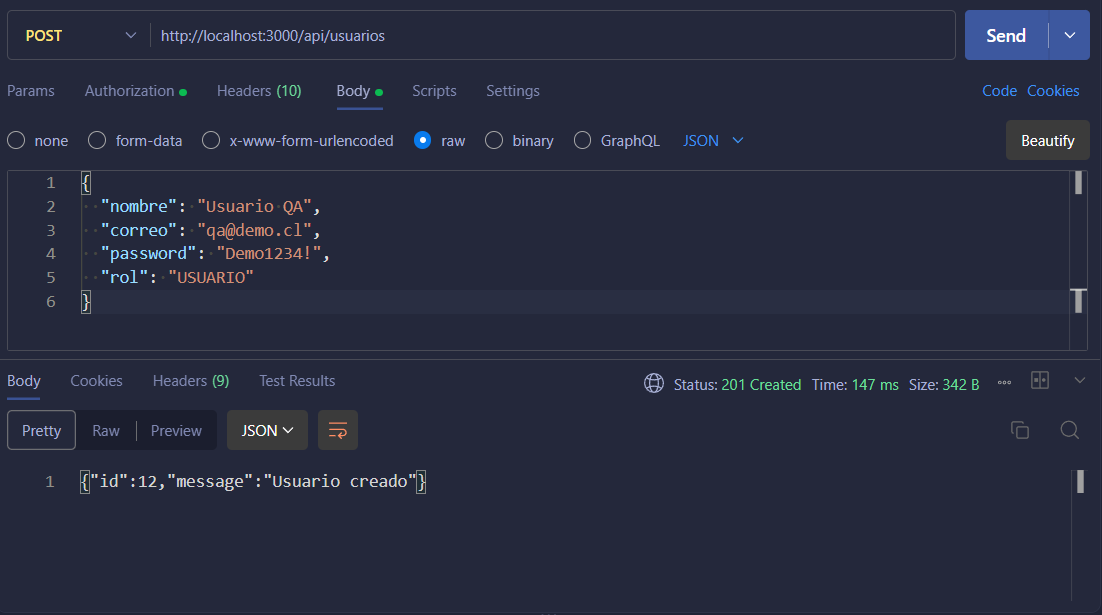 POST http://localhost:3000/api/usuarios Send
Params Authorization Headers (10) Body Scripts Settings Code Cookies
none form-data x-www-form-urlencoded raw binary GraphQL JSON Beautify
1 {
2 "nombre": "Usuario QA",
3 "correo": "qa@demo.cl",
4 "password": "Demo1234!",
5 "rol": "USUARIO"
6 }
Body Cookies Headers (9) Test Results Status: 201 Created Time: 147 ms Size: 342 B
Pretty Raw Preview JSON
1 {"id":12,"message":"Usuario creado"}